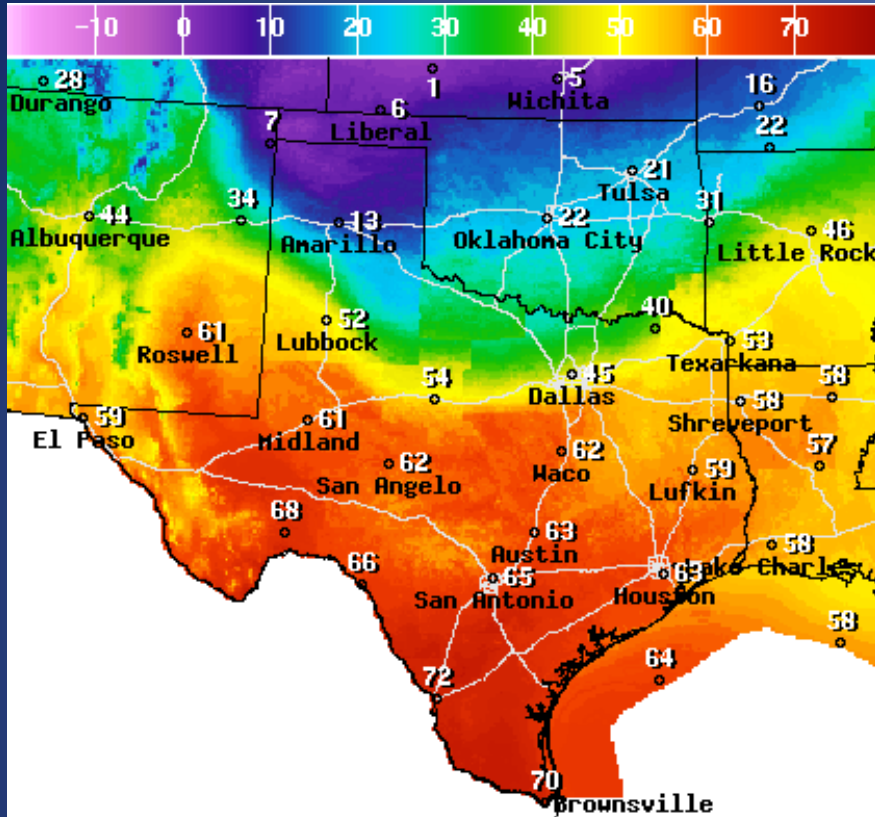 -10 0 10 20 30 40 50 60 70
28 1 5 16
Durango Wichita
6
Liberal
7 22
21
Tulsa
44 34 13 22 31 46
Albuquerque Amarillo Oklahoma City Little Rock
52 40
61 Lubbock 53
Roswell Texarkana
54 45 58 58
59 61 Dallas Shreveport
El Paso Midland
62 62 59 57
San Angelo Waco Lufkin
68 63 58
Austin
66 65 63 Lake Charles
San Antonio Houston
58
72 64
70
Brownsville